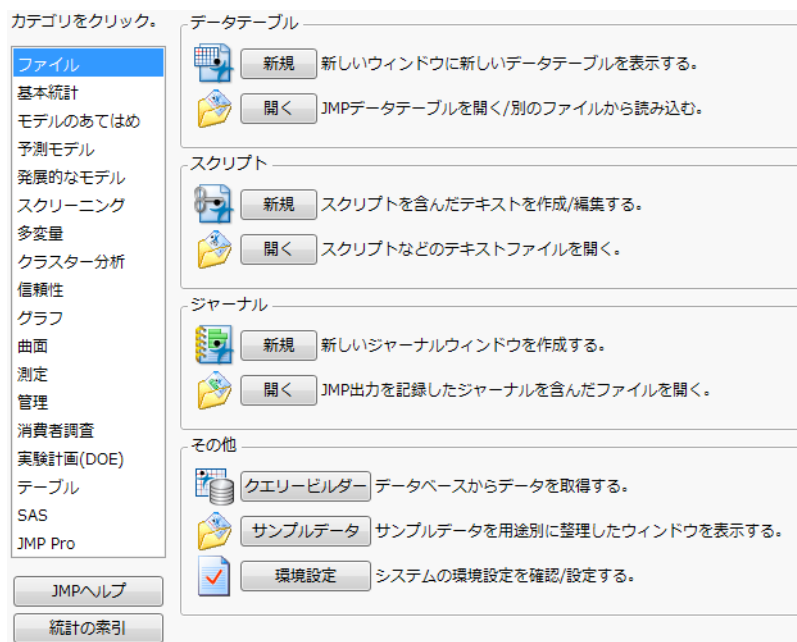 カテゴリをクリック。
ファイル
基本統計
モデルのあてはめ
予測モデル
発展的なモデル
スクリーニング
多変量
クラスター分析
信頼性
グラフ
曲面
測定
管理
消費者調査
実験計画(DOE)
テーブル
SAS
JMP Pro
JMPヘルプ
統計の索引
データテーブル
新規 新しいウィンドウに新しいデータテーブルを表示する。
開く JMPデータテーブルを開く/別のファイルから読み込む。
スクリプト
新規 スクリプトを含んだテキストを作成/編集する。
開く スクリプトなどのテキストファイルを開く。
ジャーナル
新規 新しいジャーナルウィンドウを作成する。
開く JMP出力を記録したジャーナルを含んだファイルを開く。
その他
クエリービルダー データベースからデータを取得する。
サンプルデータ サンプルデータを用途別に整理したウィンドウを表示する。
環境設定 システムの環境設定を確認/設定する。